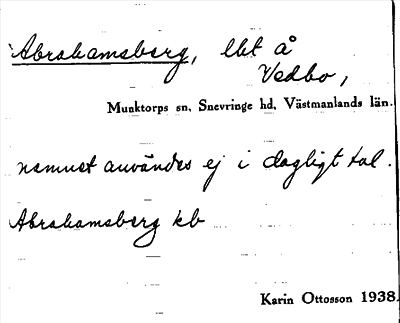 Abrahamsberg, lbt å
Vedbo,
Munktorps sn, Snevringe hd, Västmanlands län.
namnet användes ej i dagligt tal.
Abrahamsberg kb
Karin Ottosson 1938.